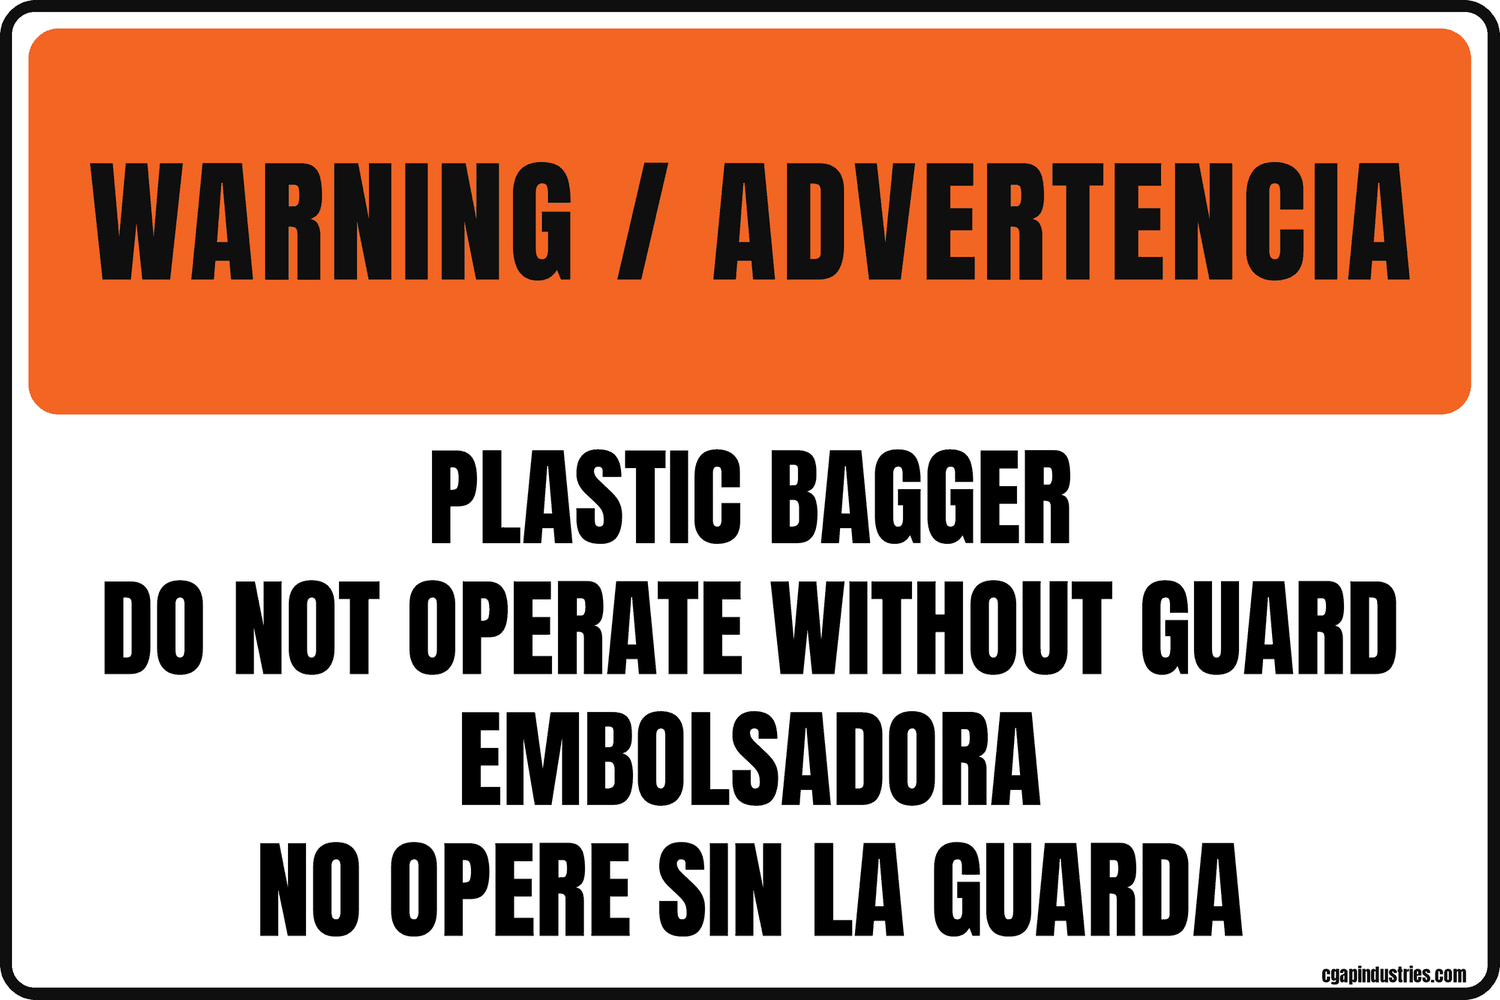 WARNING / ADVERTENCIA
PLASTIC BAGGER
DO NOT OPERATE WITHOUT GUARD
EMBOLSADORA
NO OPERE SIN LA GUARDA
cgapindustries.com